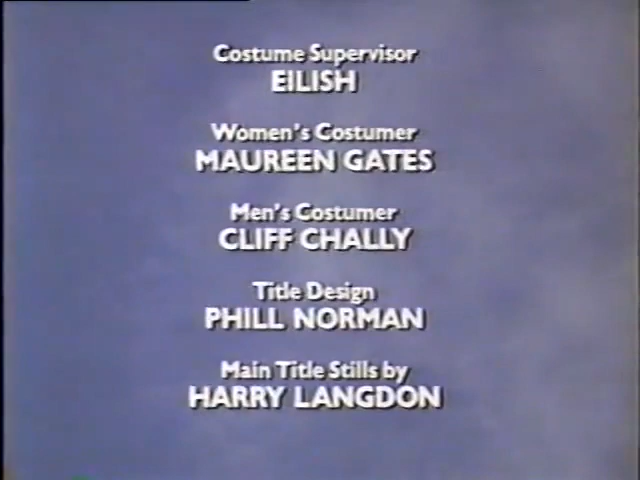 Costume Supervisor
EILISH
Women's Costumer
MAUREEN GATES
Men's Costumer
CLIFF CHALLY
Title Design
PHILL NORMAN
Main Title Stills by
HARRY LANGDON